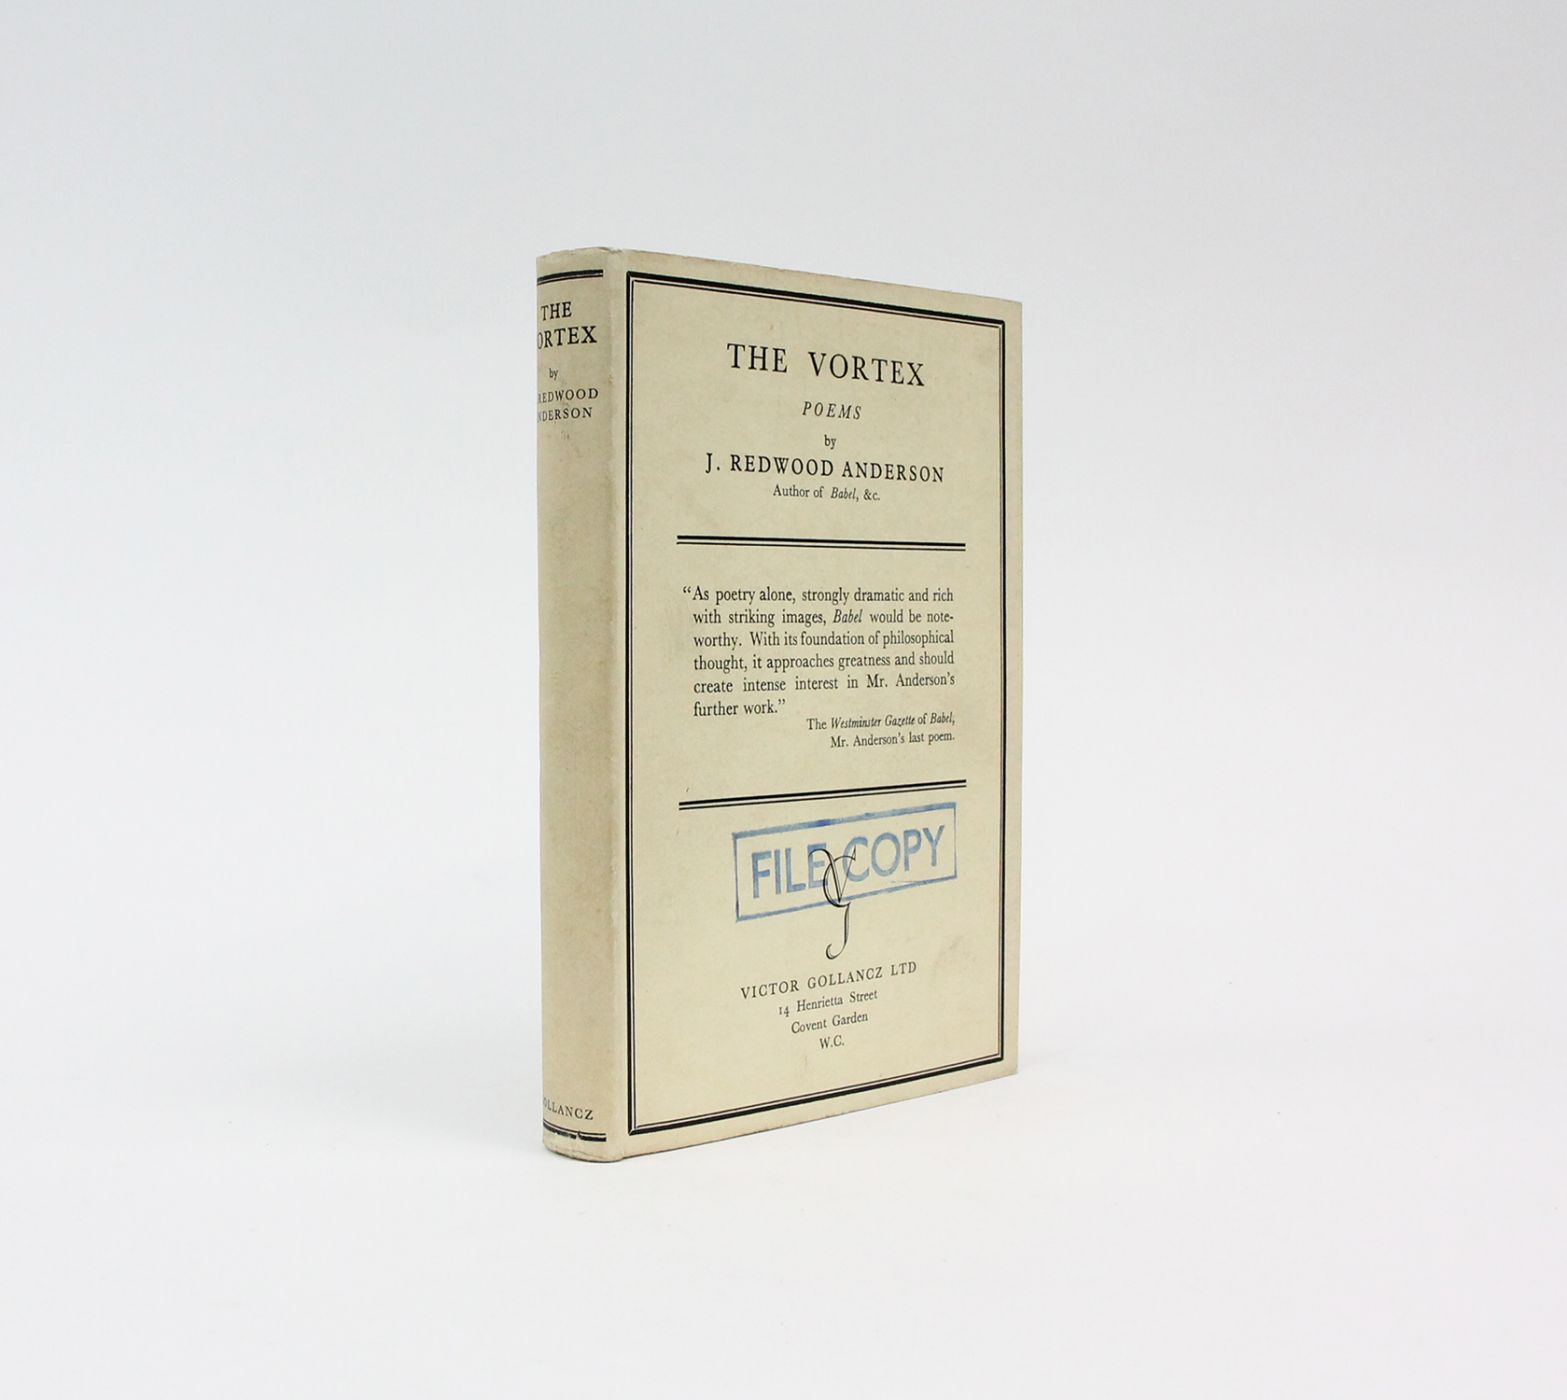 THE
VORTEX
by
REDWOOD
ANDERSON
GOLLANCZ
THE VORTEX
POEMS
by
J. REDWOOD ANDERSON
Author of Babel, &c.
“As poetry alone, strongly dramatic and rich
with striking images, Babel would be note-
worthy. With its foundation of philosophical
thought, it approaches greatness and should
create intense interest in Mr. Anderson's
further work.”
The Westminster Gazette of Babel,
Mr. Anderson's last poem.
FILE COPY
VG
VICTOR GOLLANCZ LTD
14 Henrietta Street
Covent Garden
W.C.